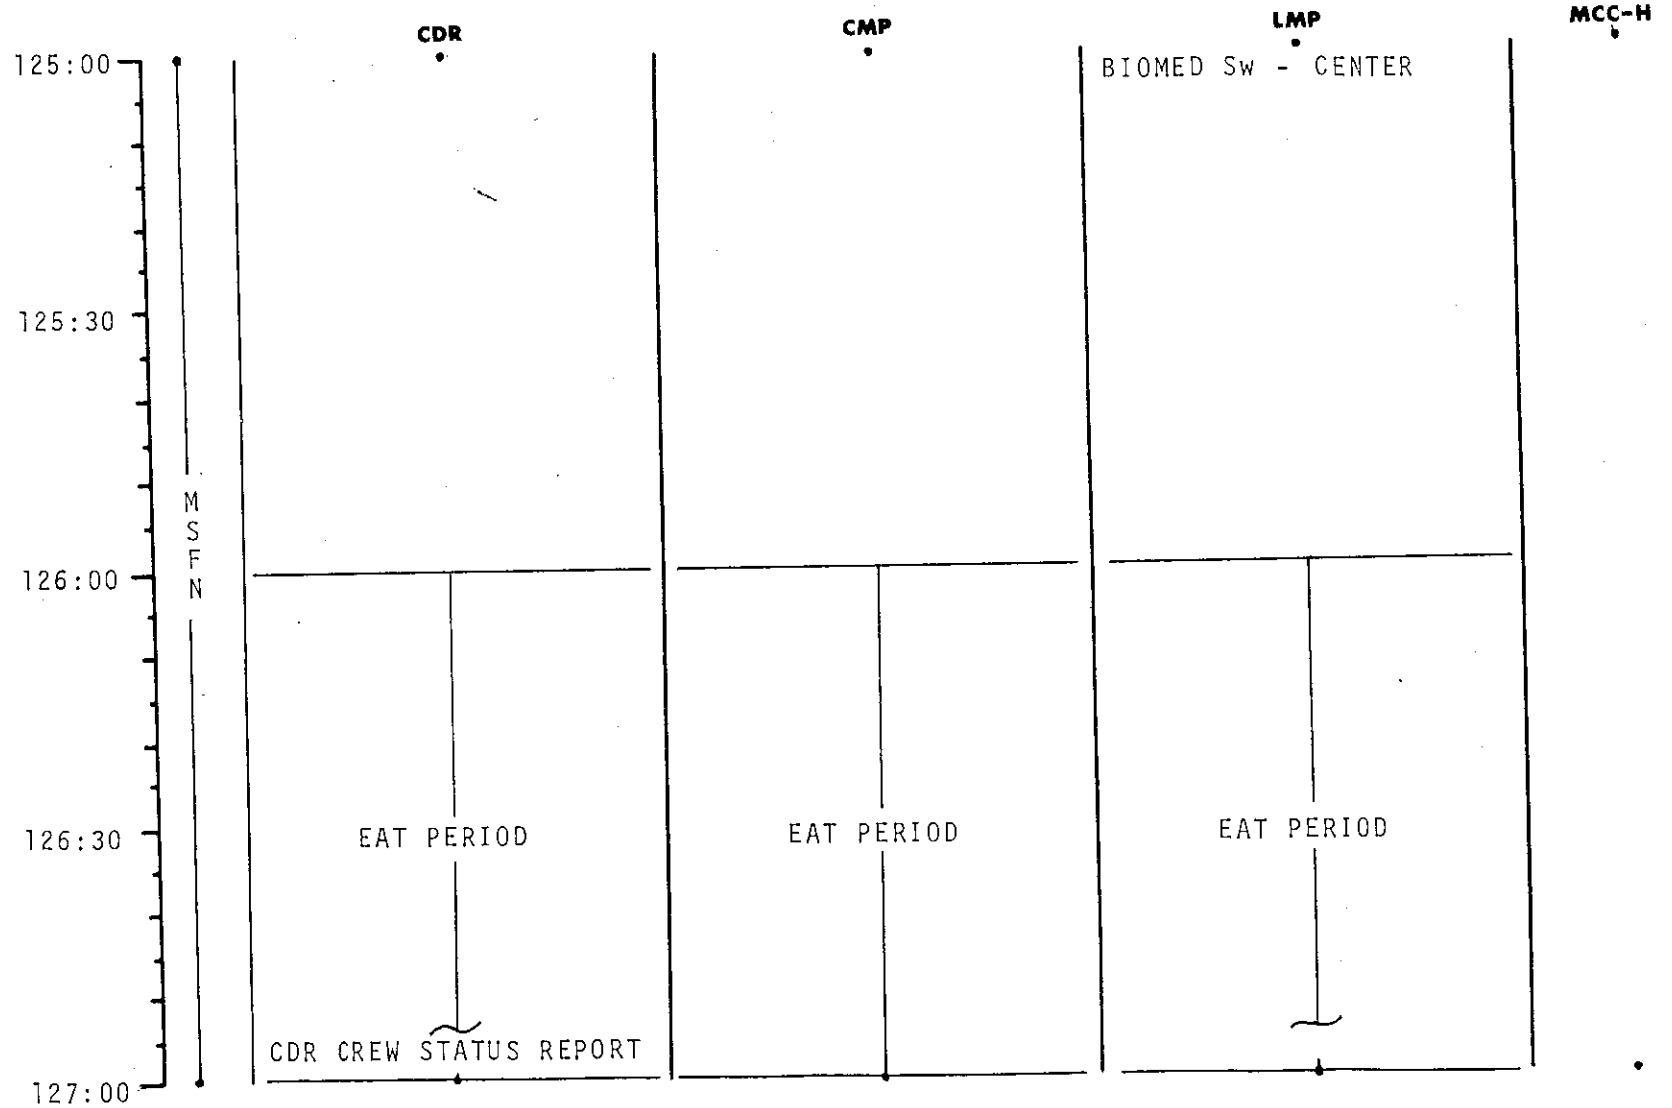 CDR CMP LMP MCC-H
125:00 BIOMED Sw - CENTER
125:30
M
S
F
N
126:00
126:30 EAT PERIOD EAT PERIOD EAT PERIOD
CDR CREW STATUS REPORT
127:00